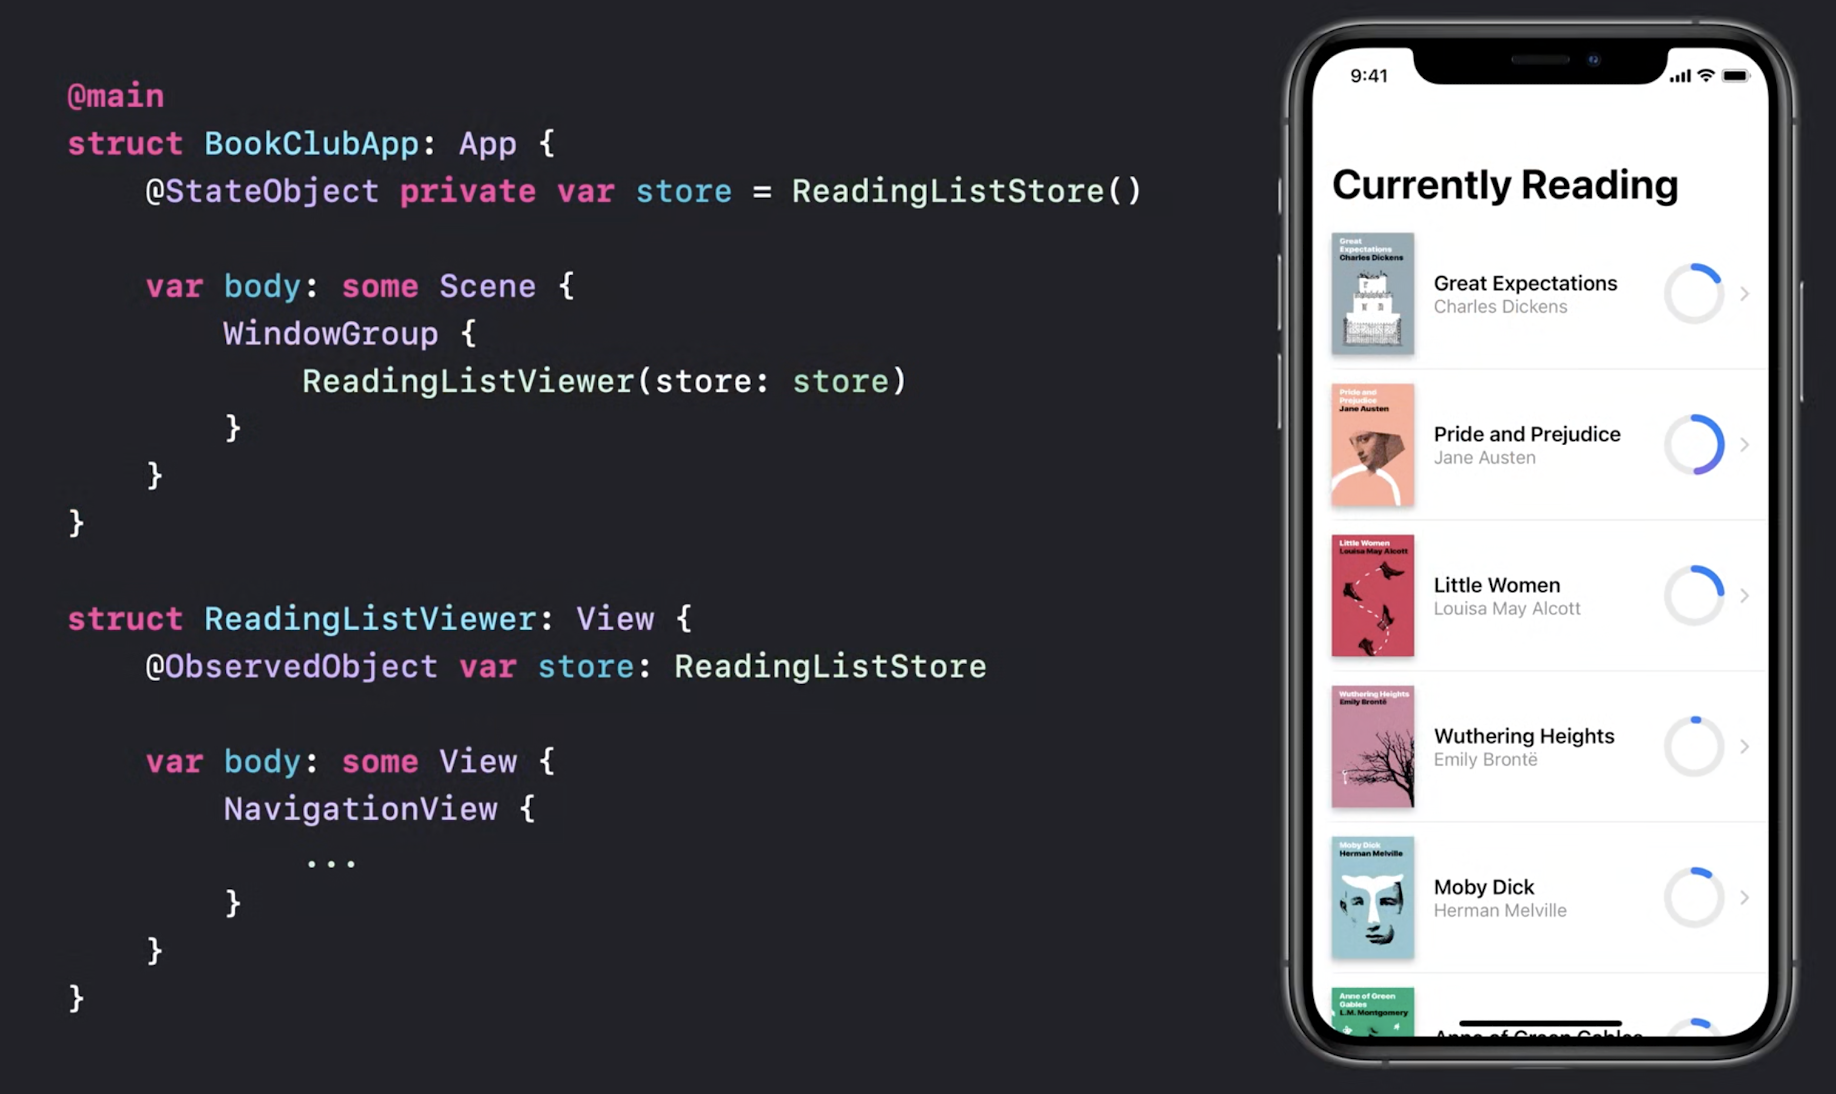 @main
struct BookClubApp: App {
    @StateObject private var store = ReadingListStore()

    var body: some Scene {
        WindowGroup {
            ReadingListViewer(store: store)
        }
    }
}

struct ReadingListViewer: View {
    @ObservedObject var store: ReadingListStore

    var body: some View {
        NavigationView {
            ...
        }
    }
}
9:41
Currently Reading
Great
Expectations
Charles Dickens
Great Expectations
Charles Dickens
Pride and
Prejudice
Jane Austen
Pride and Prejudice
Jane Austen
Little Women
Louisa May Alcott
Little Women
Louisa May Alcott
Wuthering Heights
Emily Brontë
Wuthering Heights
Emily Brontë
Moby Dick
Herman Melville
Moby Dick
Herman Melville
Anne of Green
Gables
L.M. Montgomery
Anne of Green Gables